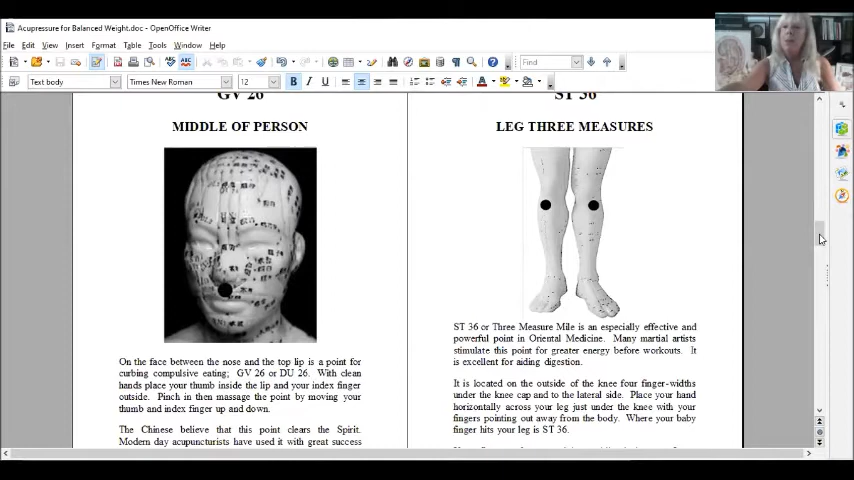 Acupressure for Balanced Weight.doc - OpenOffice Writer
File Edit View Insert Format Table Tools Window Help
Find
Text body Times New Roman 12 B I U
GV 26
MIDDLE OF PERSON
On the face between the nose and the top lip is a point for
curbing compulsive eating; GV 26 or DU 26. With clean
hands place your thumb inside the lip and your index finger
outside. Pinch in then massage the point by moving your
thumb and index finger up and down.
The Chinese believe that this point clears the Spirit.
Modern day acupuncturists have used it with great success
ST 36
LEG THREE MEASURES
ST 36 or Three Measure Mile is an especially effective and
powerful point in Oriental Medicine. Many martial artists
stimulate this point for greater energy before workouts. It
is excellent for aiding digestion.
It is located on the outside of the knee four finger-widths
under the knee cap and to the lateral side. Place your hand
horizontally across your leg just under the knee with your
fingers pointing out away from the body. Where your baby
finger hits your leg is ST 36.